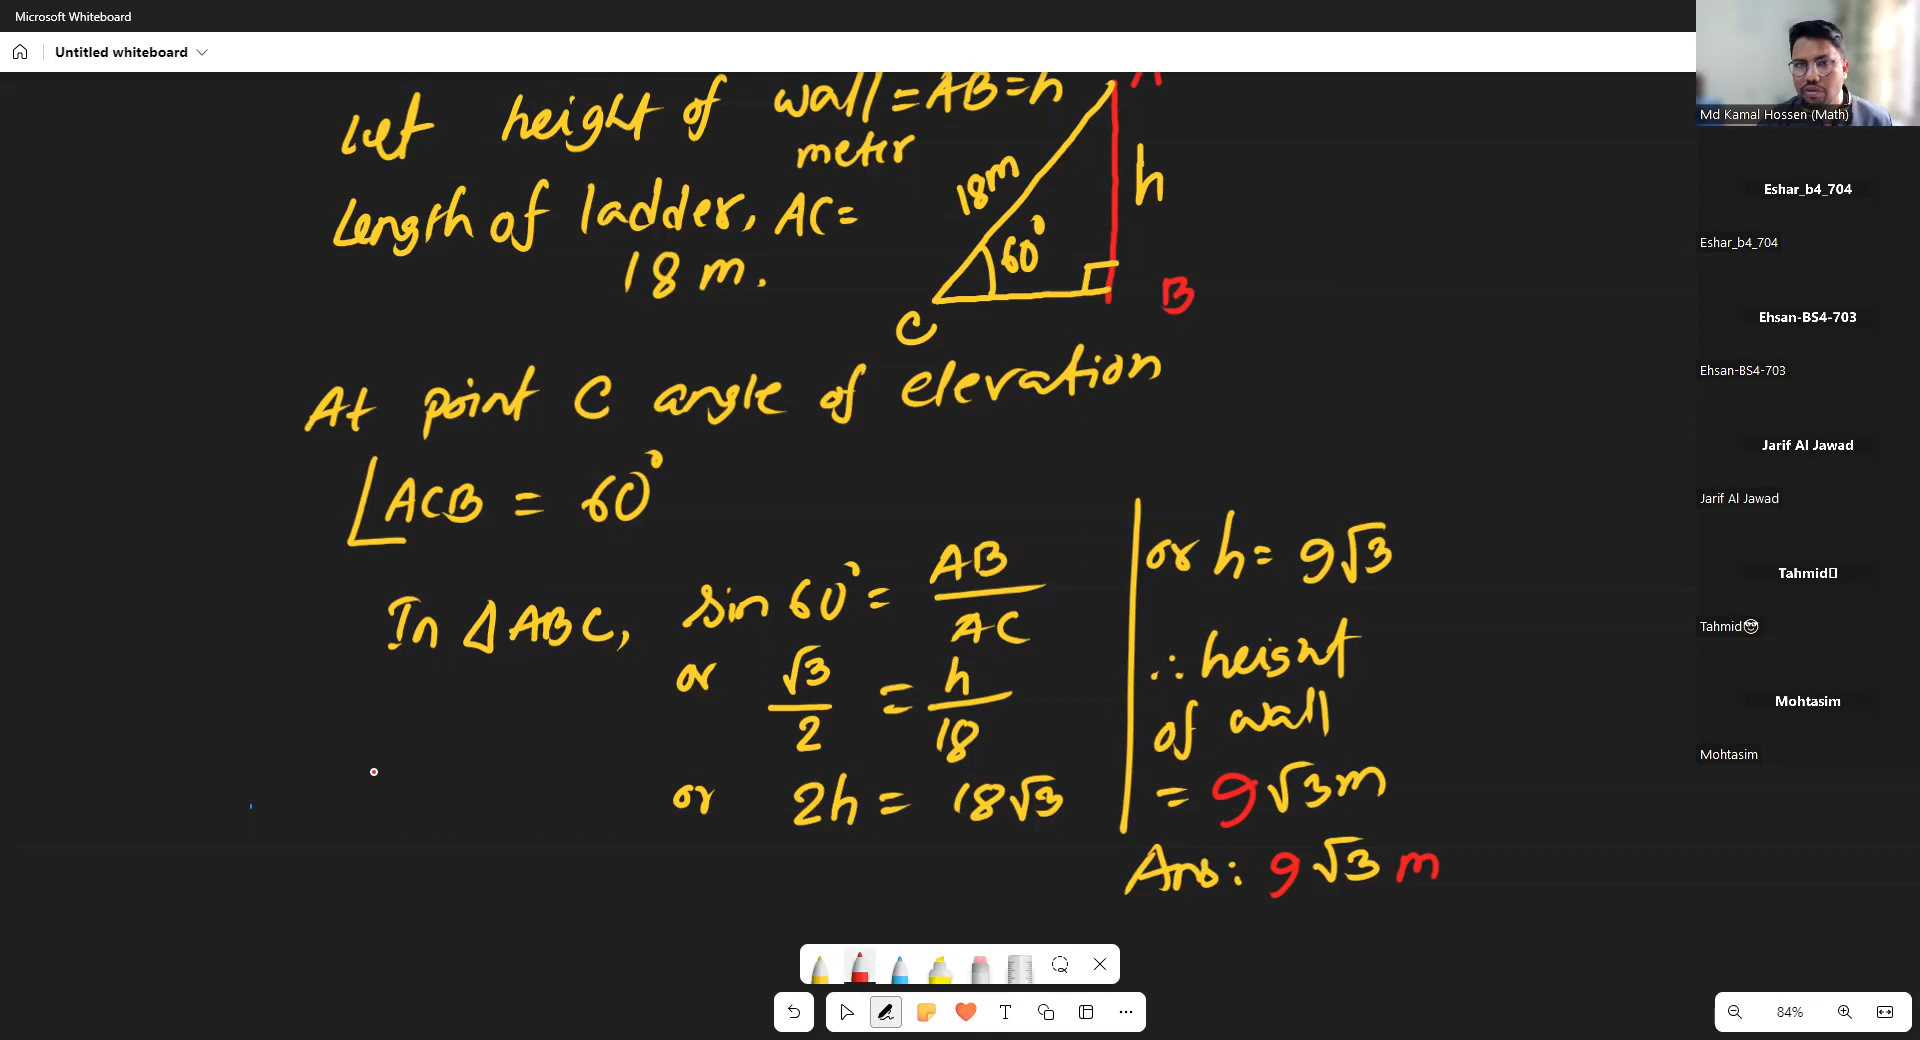 Microsoft Whiteboard
Untitled whiteboard
Let height of wall = AB = h
meter
Length of ladder, AC =
18 m.
A
18m
h
60°
B
C
At point C angle of elevation
∠ACB = 60°
In ΔABC, sin 60° = AB/AC
or √3/2 = h/18
or 2h = 18√3
or h = 9√3
∴ height
of wall
= 9√3m
Ans: 9√3 m
Md Kamal Hossen (Math)
Eshar_b4_704
Eshar_b4_704
Ehsan-BS4-703
Ehsan-BS4-703
Jarif Al Jawad
Jarif Al Jawad
Tahmid
Tahmid😎
Mohtasim
Mohtasim
84%